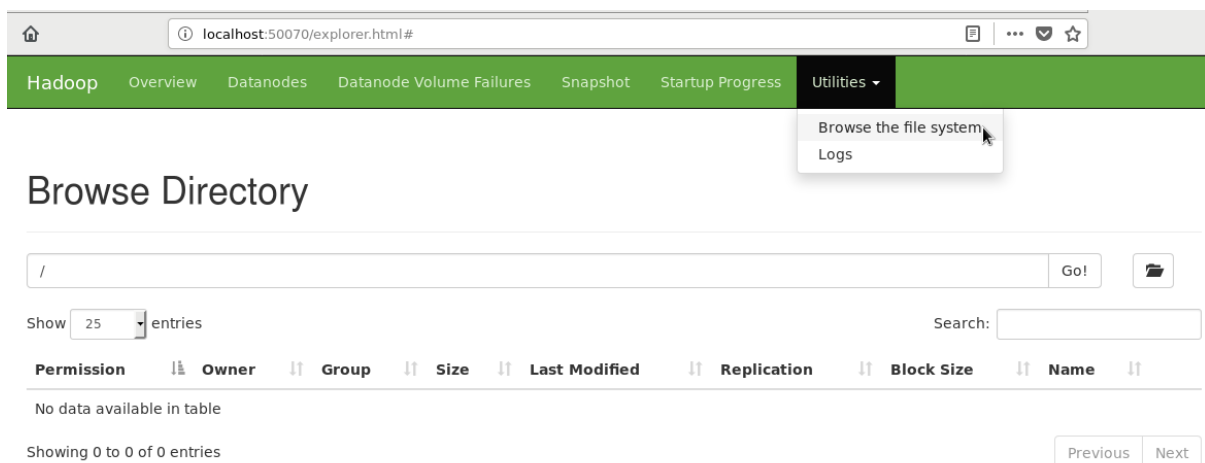 localhost:50070/explorer.html#
Hadoop Overview Datanodes Datanode Volume Failures Snapshot Startup Progress Utilities
Browse the file system
Logs
Browse Directory
/ Go!
Show 25 entries Search:
Permission Owner Group Size Last Modified Replication Block Size Name
No data available in table
Showing 0 to 0 of 0 entries Previous Next